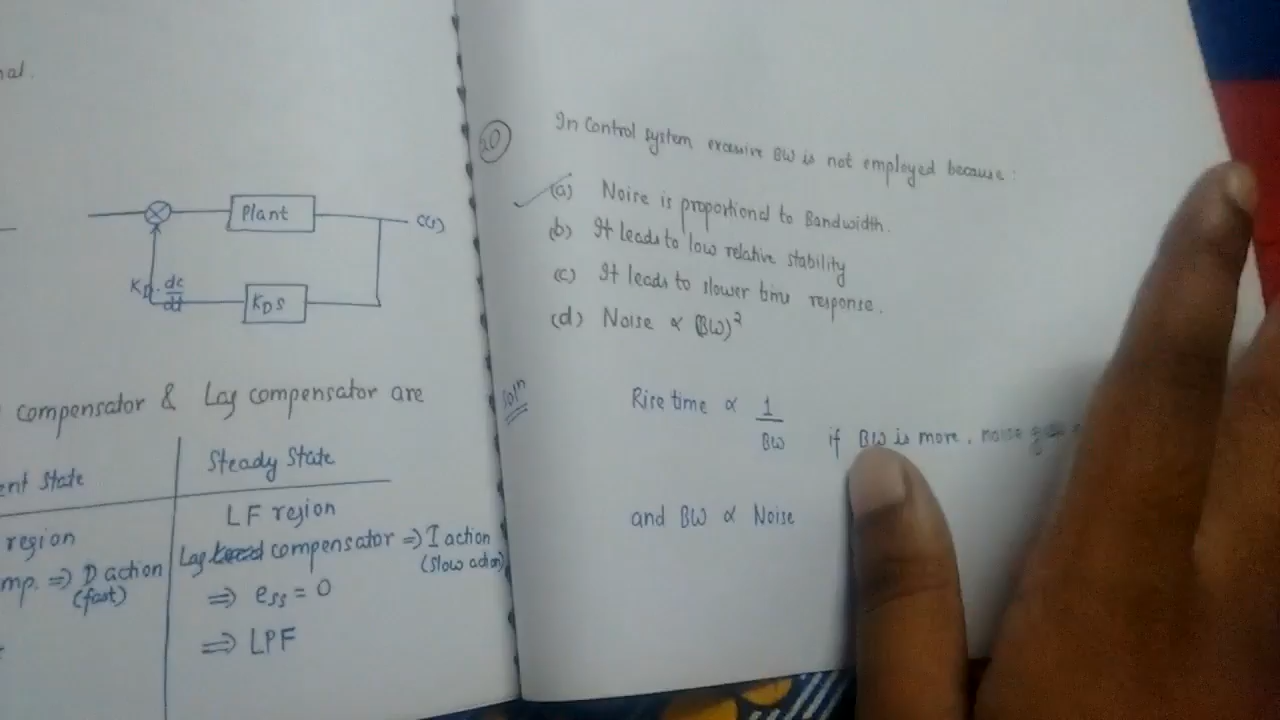 nal.
Plant
C(s)
KD. dc/dt
KDS
compensator & Lag compensator are
ent State
Steady State
region
LF region
mp. => D action
(fast)
Lag compensator => I action
(slow action)
=> ess = 0
=> LPF
20
In Control system excessive BW is not employed because :
(a) Noise is proportional to Bandwidth.
(b) It leads to low relative stability
(c) It leads to slower time response.
(d) Noise ∝ (BW)²
Soln
Rise time ∝ 1/BW if BW is more, noise
and BW ∝ Noise